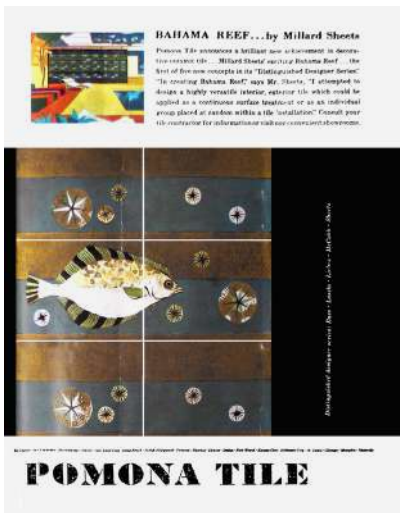 BAHAMA REEF...by Millard Sheets
Pomona Tile announces a brilliant new achievement in decora-
tive ceramic tile ... Millard Sheets' exciting Bahama Reef ... the
first of five new concepts in its "Distinguished Designer Series."
"In creating Bahama Reef," says Mr. Sheets, "I attempted to
design a highly versatile interior, exterior tile which could be
applied as a continuous surface treatment or as an individual
group placed at random within a tile installation." Consult your
tile contractor for information or visit any convenient showrooms.
Distinguished designer series: Sheets
POMONA TILE